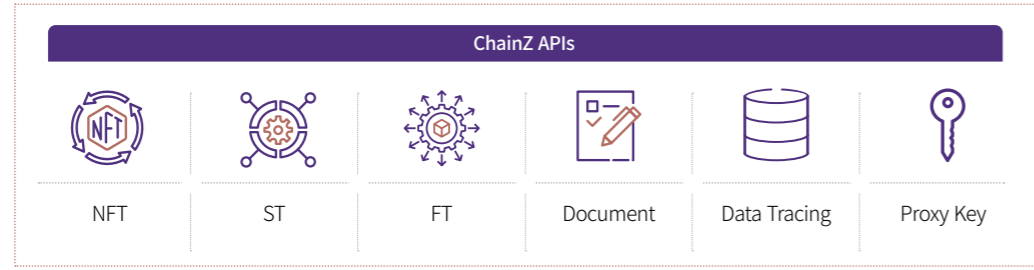 ChainZ APIs
NFT
NFT ST FT Document Data Tracing Proxy Key